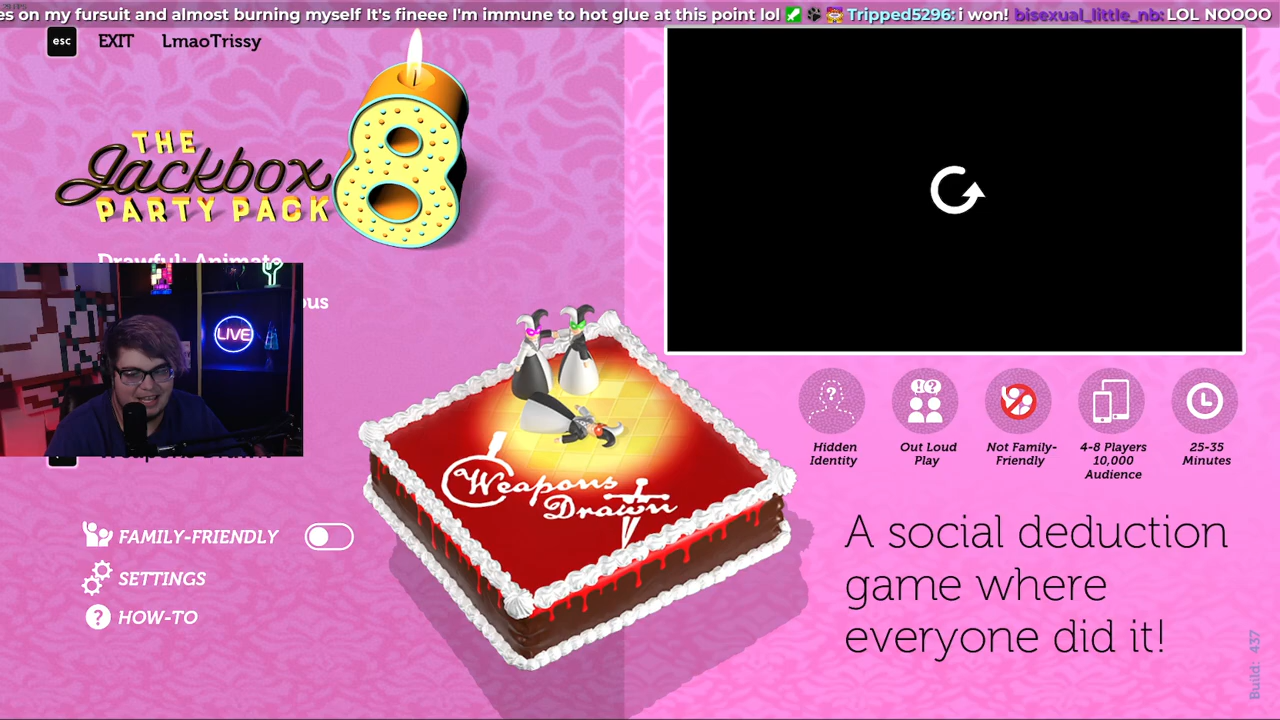 es on my fursuit and almost burning myself It's fineee I'm immune to hot glue at this point lol Tripped5296: i won! bisexual_little_nb: LOL NOOOO
esc EXIT LmaoTrissy
THE
Jackbox
PARTY PACK
8
Drawful: Animate
ous
LIVE
Weapons
Drawn
FAMILY-FRIENDLY
SETTINGS
HOW-TO
Hidden
Identity
Out Loud
Play
Not Family-
Friendly
4-8 Players
10,000
Audience
25-35
Minutes
A social deduction
game where
everyone did it!
Build: 437